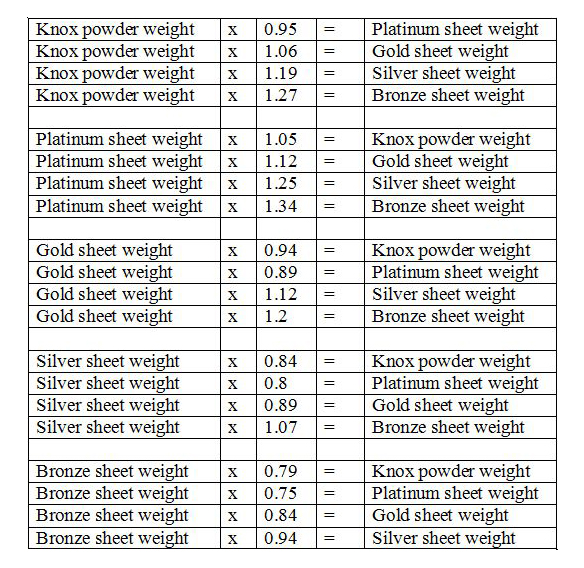 Knox powder weight x 0.95 = Platinum sheet weight
Knox powder weight x 1.06 = Gold sheet weight
Knox powder weight x 1.19 = Silver sheet weight
Knox powder weight x 1.27 = Bronze sheet weight
Platinum sheet weight x 1.05 = Knox powder weight
Platinum sheet weight x 1.12 = Gold sheet weight
Platinum sheet weight x 1.25 = Silver sheet weight
Platinum sheet weight x 1.34 = Bronze sheet weight
Gold sheet weight x 0.94 = Knox powder weight
Gold sheet weight x 0.89 = Platinum sheet weight
Gold sheet weight x 1.12 = Silver sheet weight
Gold sheet weight x 1.2 = Bronze sheet weight
Silver sheet weight x 0.84 = Knox powder weight
Silver sheet weight x 0.8 = Platinum sheet weight
Silver sheet weight x 0.89 = Gold sheet weight
Silver sheet weight x 1.07 = Bronze sheet weight
Bronze sheet weight x 0.79 = Knox powder weight
Bronze sheet weight x 0.75 = Platinum sheet weight
Bronze sheet weight x 0.84 = Gold sheet weight
Bronze sheet weight x 0.94 = Silver sheet weight